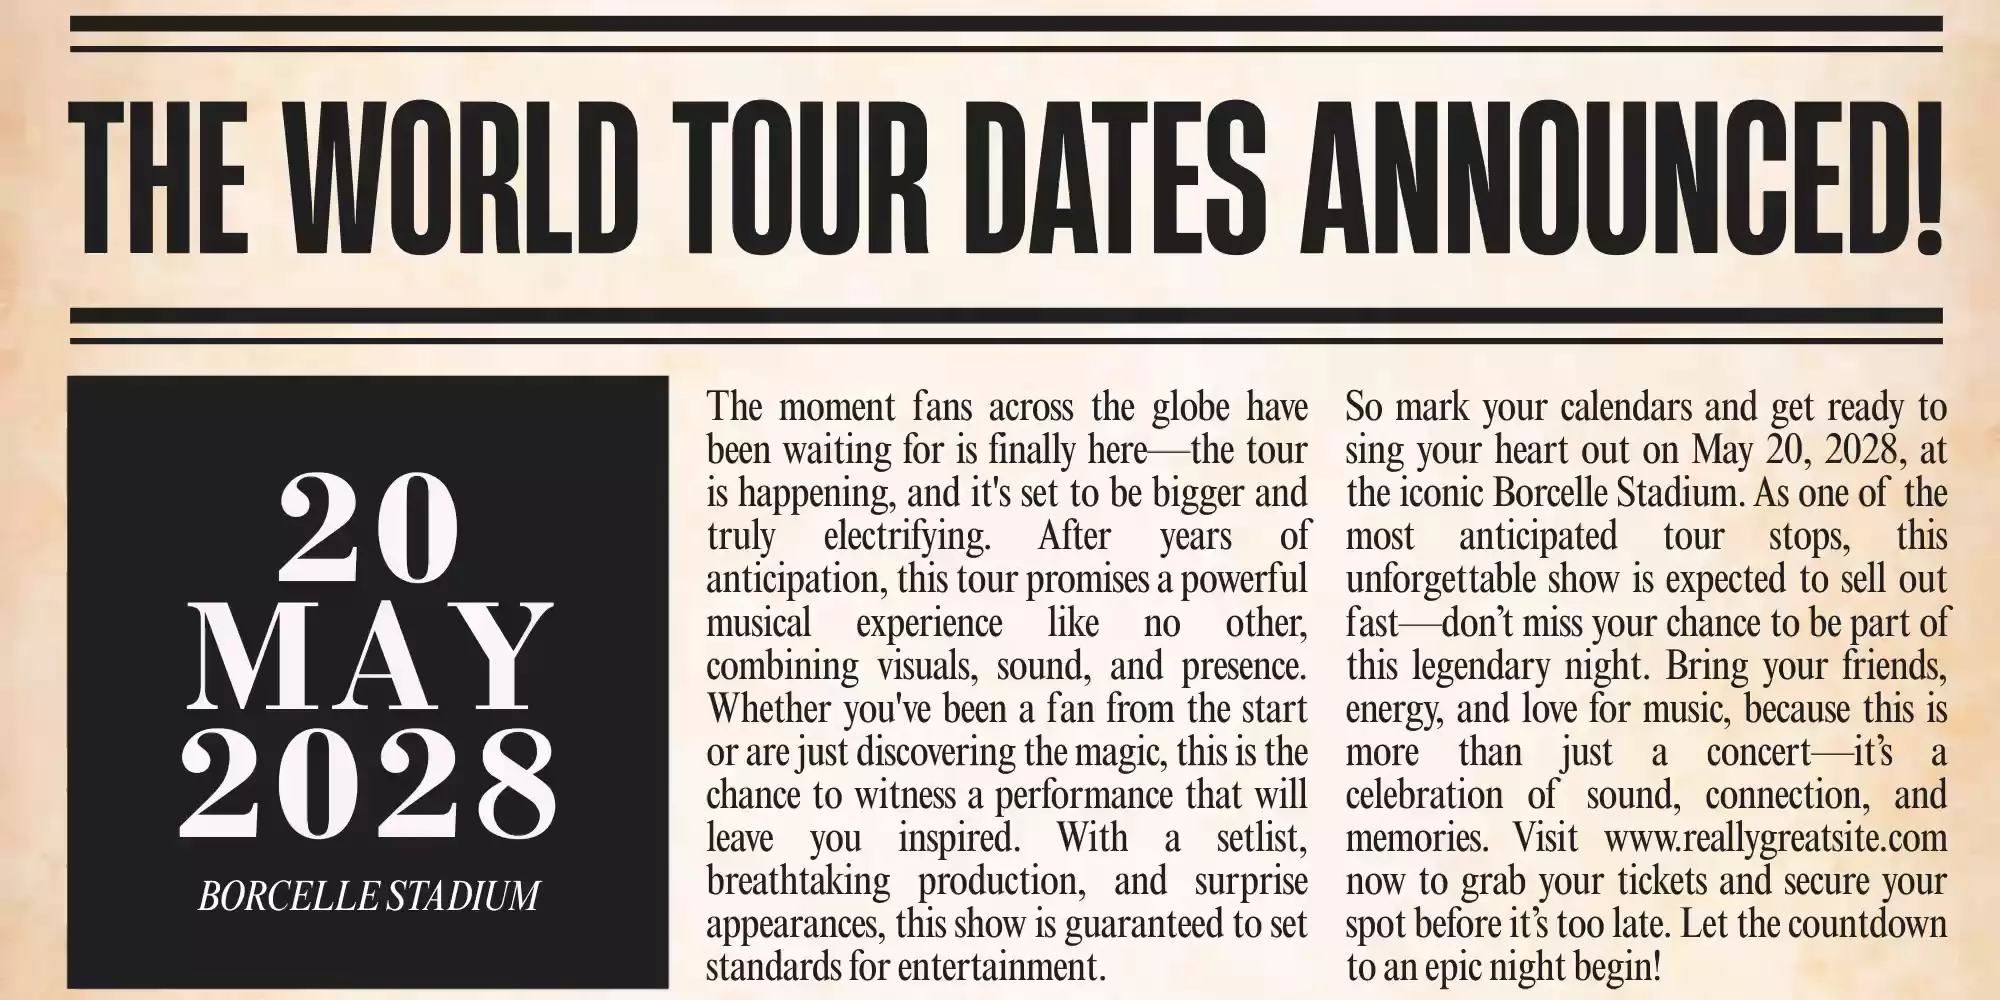 THE WORLD TOUR DATES ANNOUNCED!
20
MAY
2028
BORCELLE STADIUM
The moment fans across the globe have
been waiting for is finally here—the tour
is happening, and it's set to be bigger and
truly electrifying. After years of
anticipation, this tour promises a powerful
musical experience like no other,
combining visuals, sound, and presence.
Whether you've been a fan from the start
or are just discovering the magic, this is the
chance to witness a performance that will
leave you inspired. With a setlist,
breathtaking production, and surprise
appearances, this show is guaranteed to set
standards for entertainment.
So mark your calendars and get ready to
sing your heart out on May 20, 2028, at
the iconic Borcelle Stadium. As one of the
most anticipated tour stops, this
unforgettable show is expected to sell out
fast—don’t miss your chance to be part of
this legendary night. Bring your friends,
energy, and love for music, because this is
more than just a concert—it’s a
celebration of sound, connection, and
memories. Visit www.reallygreatsite.com
now to grab your tickets and secure your
spot before it’s too late. Let the countdown
to an epic night begin!